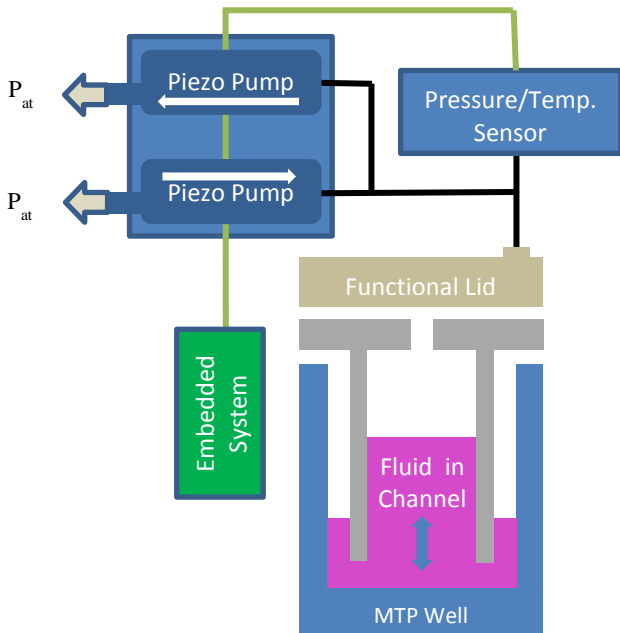 P at
Piezo Pump
Pressure/Temp.
Sensor
P at
Piezo Pump
Functional Lid
Embedded
System
Fluid in
Channel
MTP Well